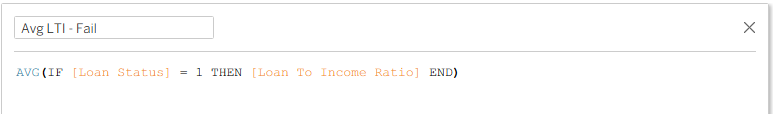 Avg LTI - Fail
AVG(IF [Loan Status] = 1 THEN [Loan To Income Ratio] END)